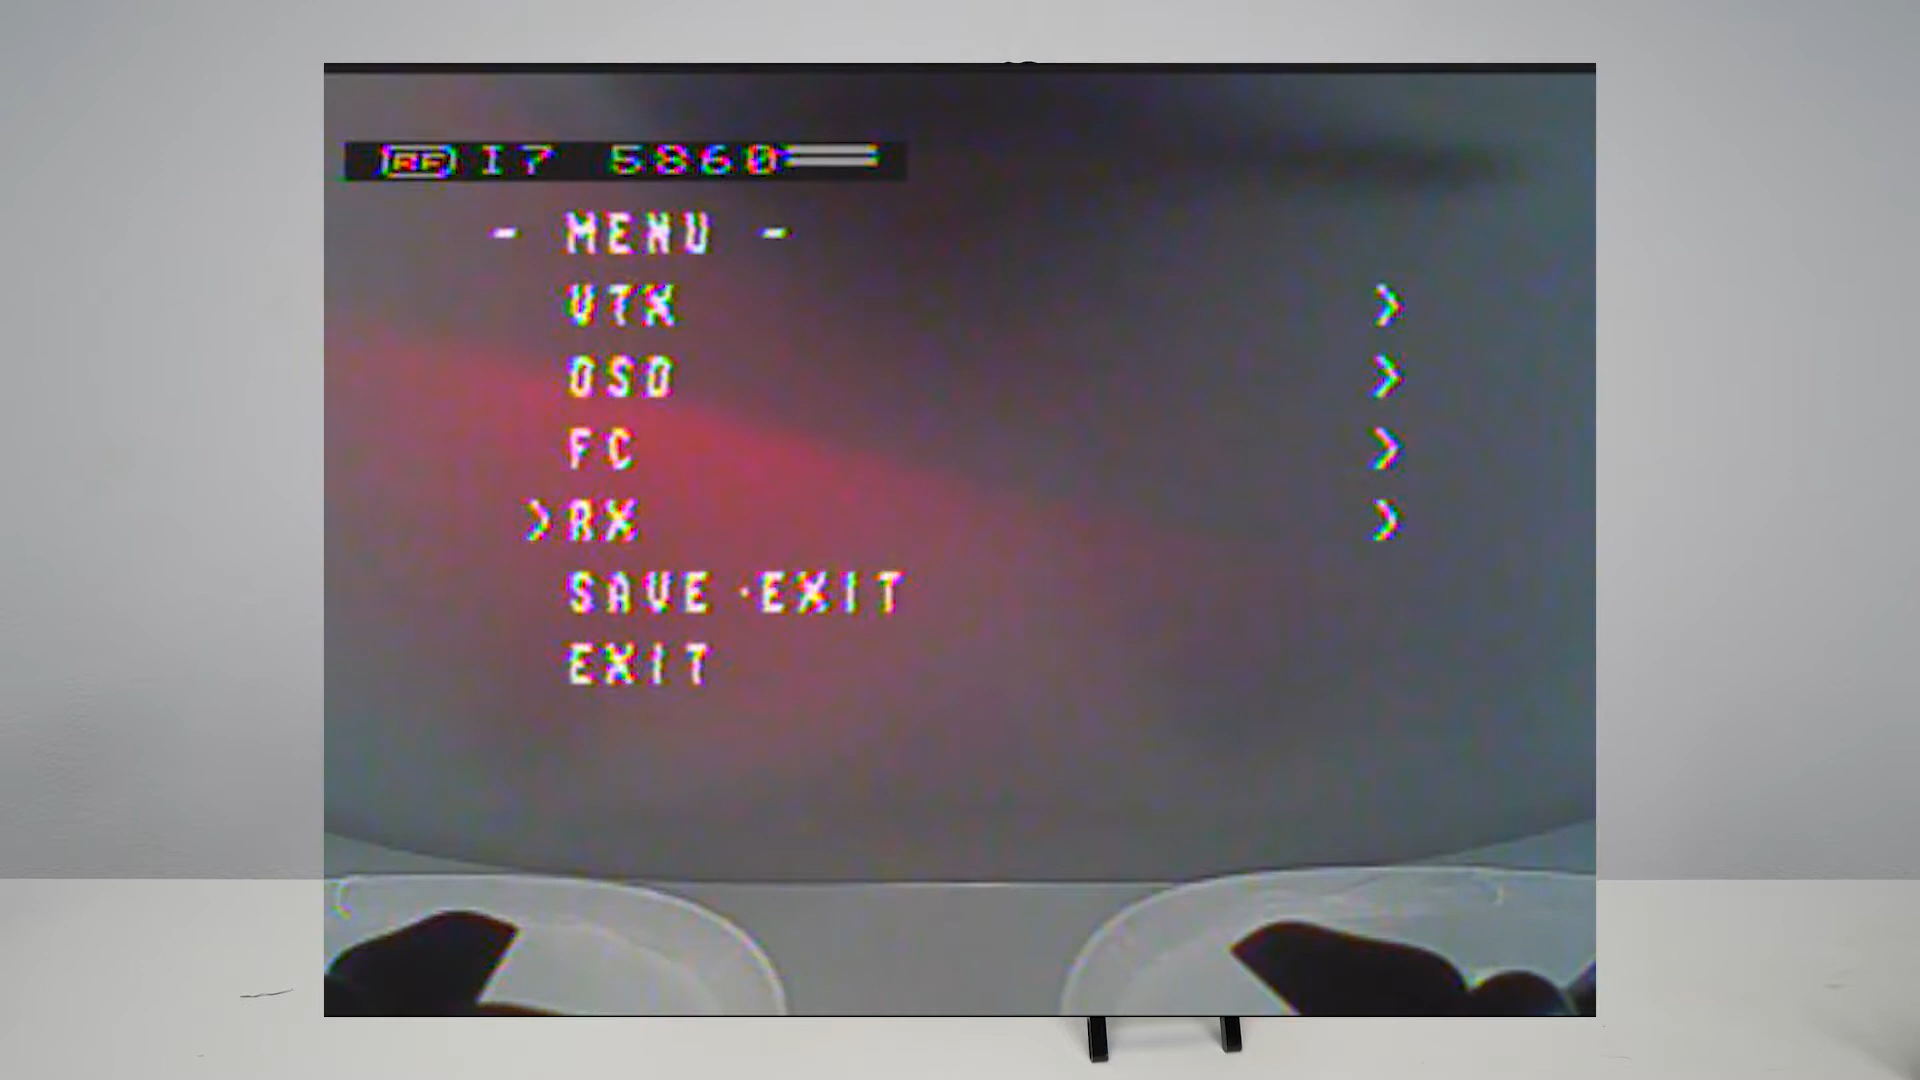 RF I7 5860
- MENU -
VTX >
OSD >
FC >
>RX >
SAVE·EXIT
EXIT